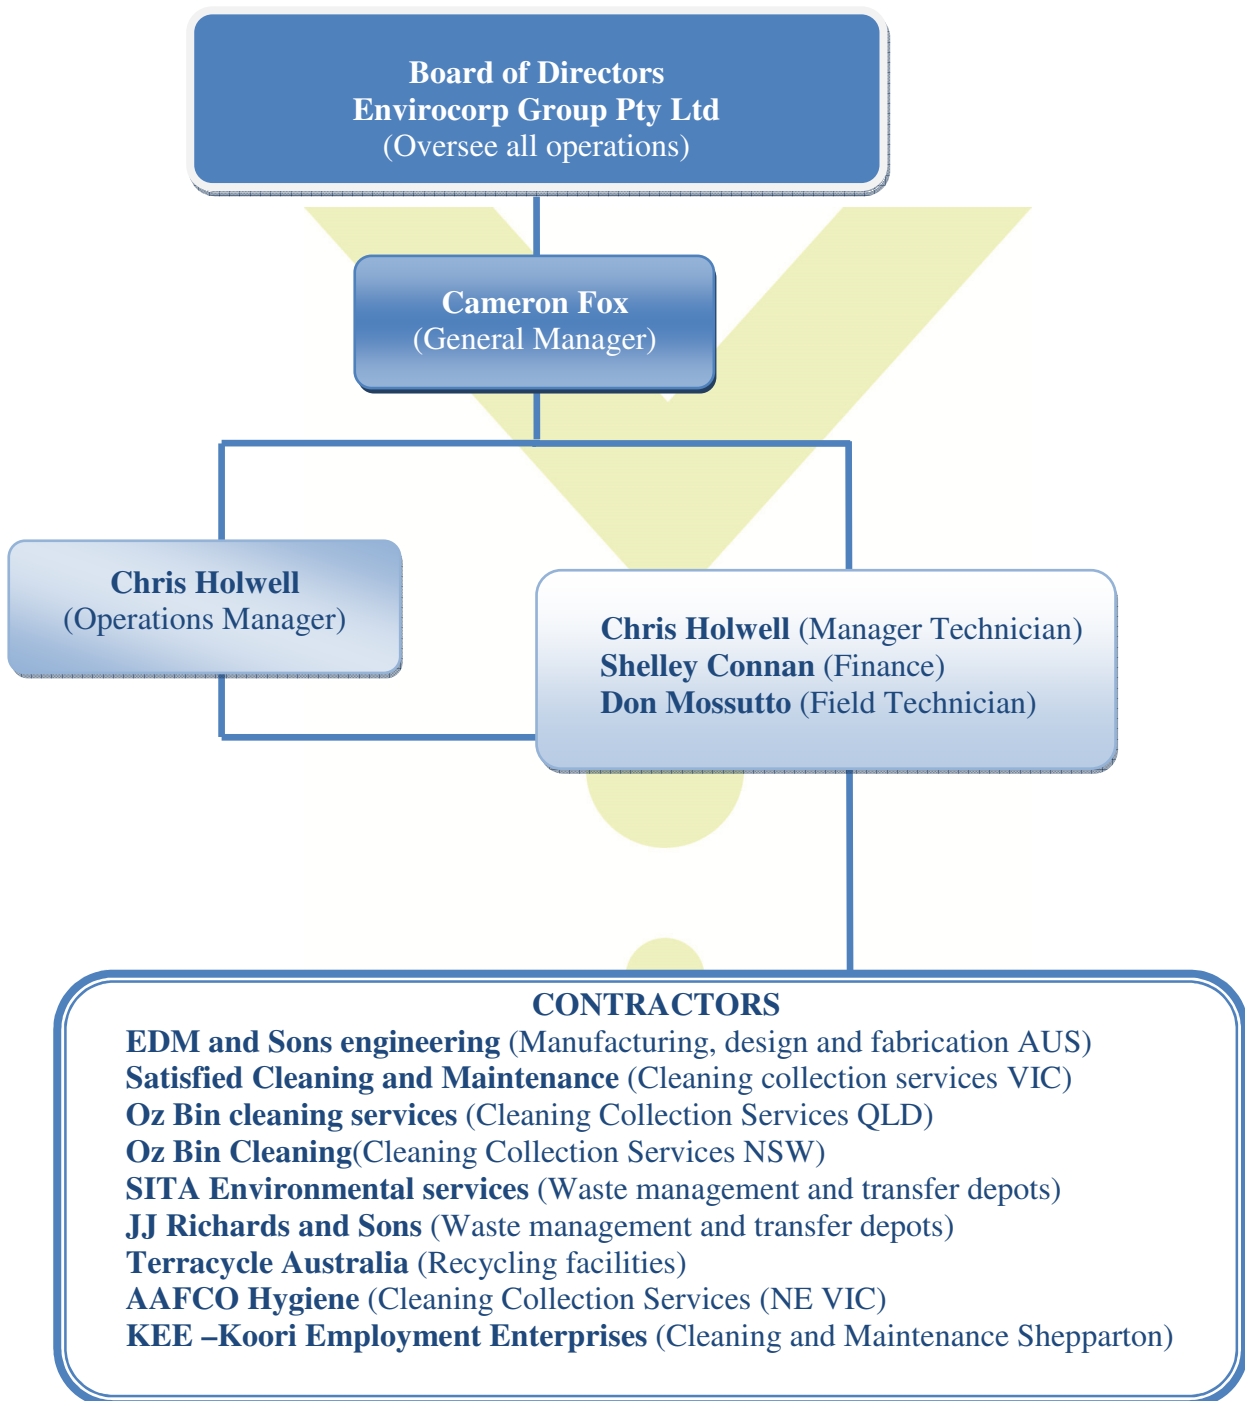 Board of Directors
Envirocorp Group Pty Ltd
(Oversee all operations)
Cameron Fox
(General Manager)
Chris Holwell
(Operations Manager)
Chris Holwell (Manager Technician)
Shelley Connan (Finance)
Don Mossutto (Field Technician)
CONTRACTORS
EDM and Sons engineering (Manufacturing, design and fabrication AUS)
Satisfied Cleaning and Maintenance (Cleaning collection services VIC)
Oz Bin cleaning services (Cleaning Collection Services QLD)
Oz Bin Cleaning(Cleaning Collection Services NSW)
SITA Environmental services (Waste management and transfer depots)
JJ Richards and Sons (Waste management and transfer depots)
Terracycle Australia (Recycling facilities)
AAFCO Hygiene (Cleaning Collection Services (NE VIC)
KEE –Koori Employment Enterprises (Cleaning and Maintenance Shepparton)